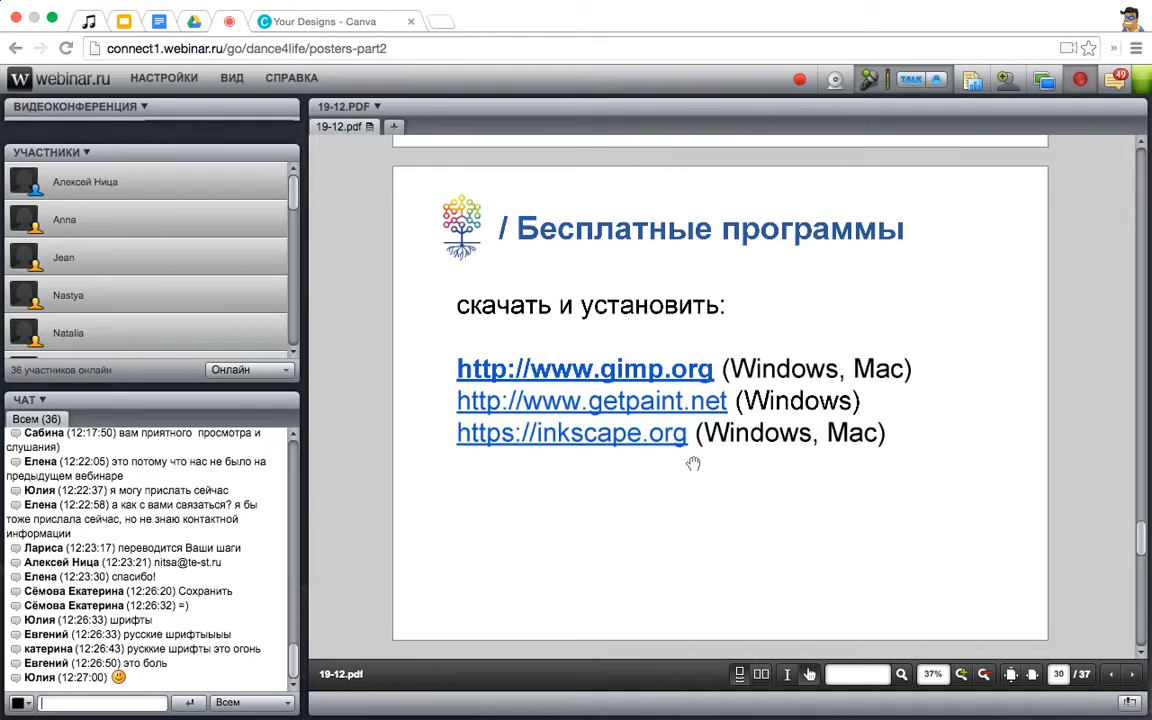 Your Designs - Canva
connect1.webinar.ru/go/dance4life/posters-part2
W webinar.ru НАСТРОЙКИ ВИД СПРАВКА
TALK
49
ВИДЕОКОНФЕРЕНЦИЯ
19-12.PDF
19-12.pdf
УЧАСТНИКИ
Алексей Ница
Anna
Jean
Nastya
Natalia
36 участников онлайн
Онлайн
ЧАТ
Всем (36)
Сабина (12:17:50) вам приятного просмотра и
слушания)
Елена (12:22:05) это потому что нас не было на
предыдущем вебинаре
Юлия (12:22:37) я могу прислать сейчас
Елена (12:22:58) а как с вами связаться? я бы
тоже прислала сейчас, но не знаю контактной
информации
Лариса (12:23:17) переводится Ваши шаги
Алексей Ница (12:23:21) nitsa@te-st.ru
Елена (12:23:30) спасибо!
Сёмова Екатерина (12:26:20) Сохранить
Сёмова Екатерина (12:26:32) =)
Юлия (12:26:33) шрифты
Евгений (12:26:33) русские шрифтыыыы
катерина (12:26:43) русккие шрифты это огонь
Евгений (12:26:50) это боль
Юлия (12:27:00)
Всем
/ Бесплатные программы
скачать и установить:
http://www.gimp.org (Windows, Mac)
http://www.getpaint.net (Windows)
https://inkscape.org (Windows, Mac)
19-12.pdf
37%
30 / 37